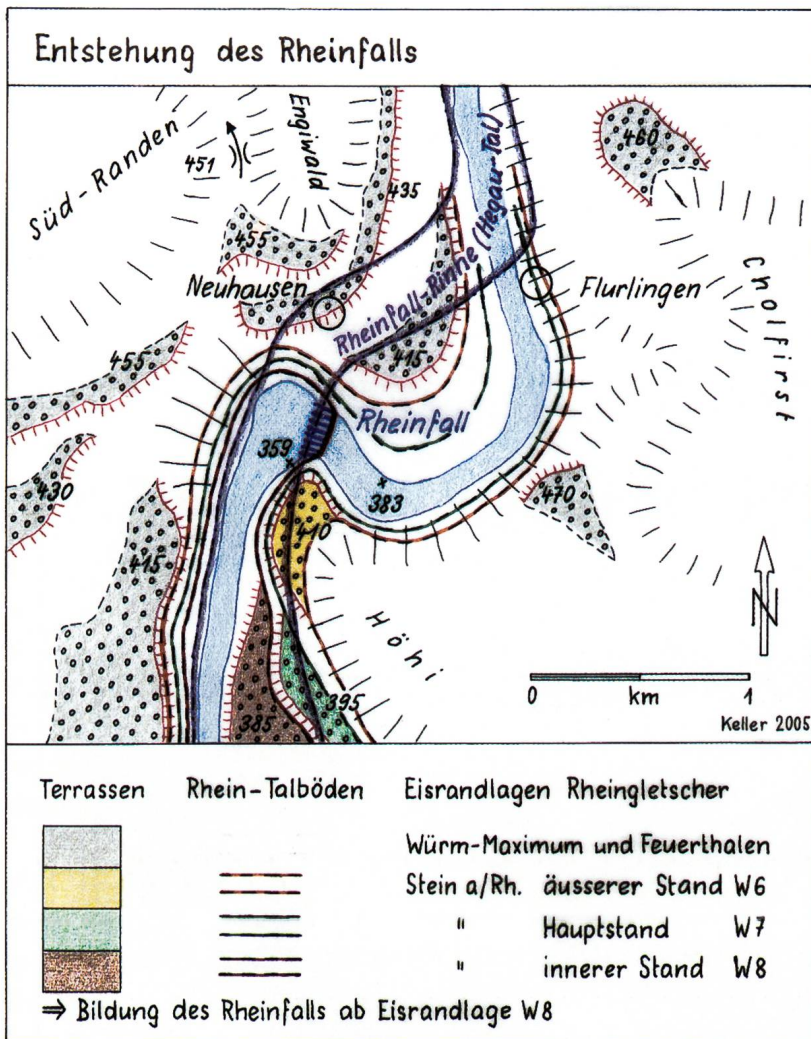 Entstehung des Rheinfalls
Süd-Randen
451
Engiwald
435
460
455
Neuhausen
Rheinfall-Rinne (Hegau-Tal)
Flurlingen
Cholfirst
455
415
Rheinfall
359
383
430
470
410
415
Höhi
N
395
385
0 km 1
Keller 2005
Terrassen Rhein-Talböden Eisrandlagen Rheingletscher
Würm-Maximum und Feuerthalen
Stein a/Rh. äusserer Stand W6
" Hauptstand W7
" innerer Stand W8
⇒ Bildung des Rheinfalls ab Eisrandlage W8